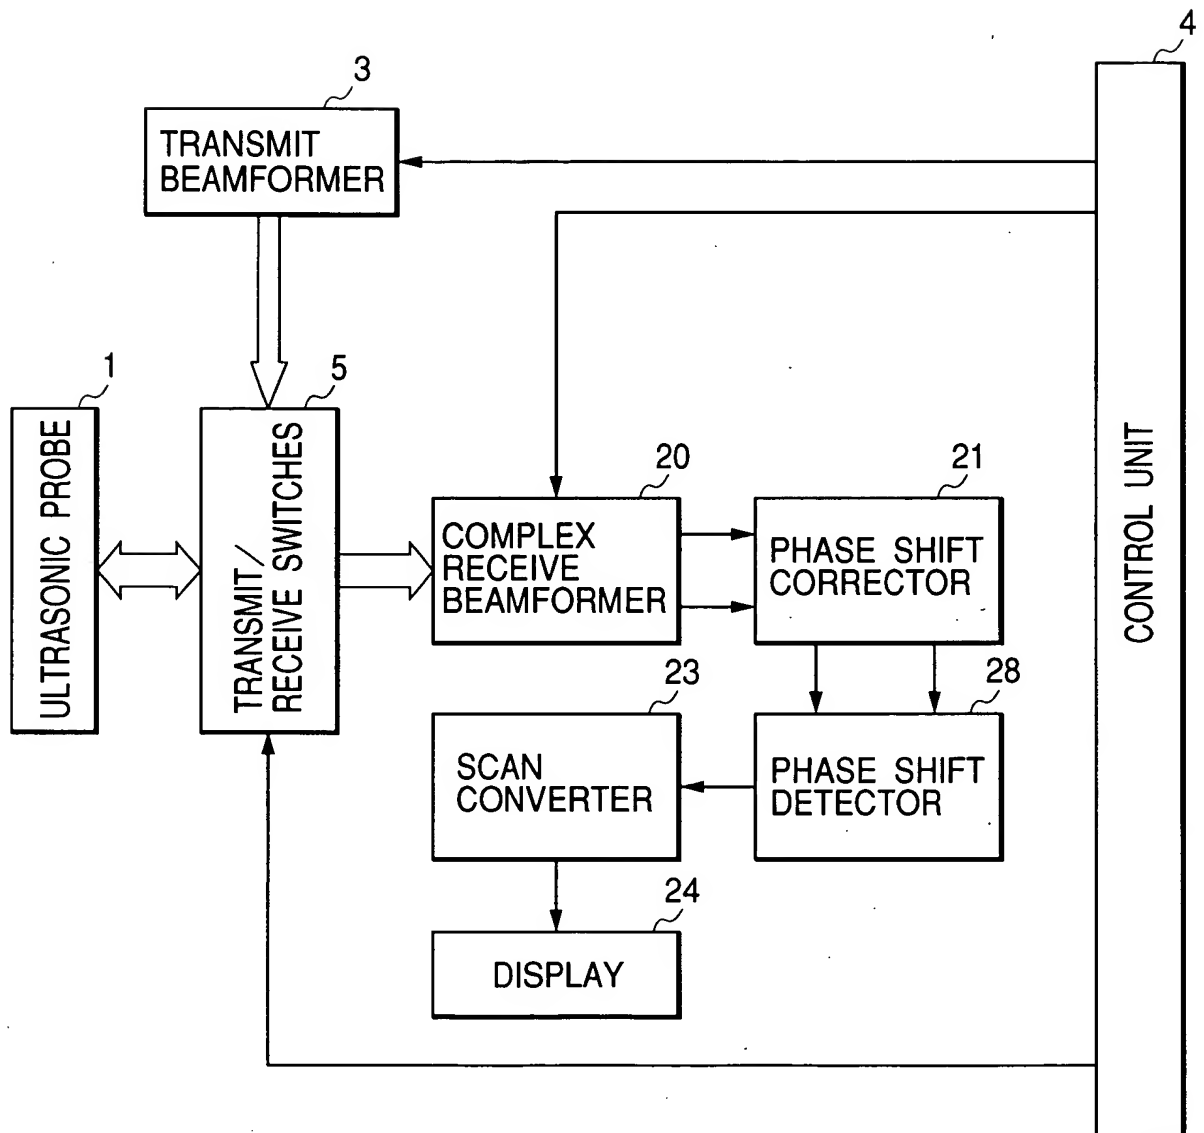 4
3
TRANSMIT
BEAMFORMER
1
5
ULTRASONIC PROBE
TRANSMIT/
RECEIVE SWITCHES
20
21
COMPLEX
RECEIVE
BEAMFORMER
PHASE SHIFT
CORRECTOR
CONTROL UNIT
23
28
SCAN
CONVERTER
PHASE SHIFT
DETECTOR
24
DISPLAY